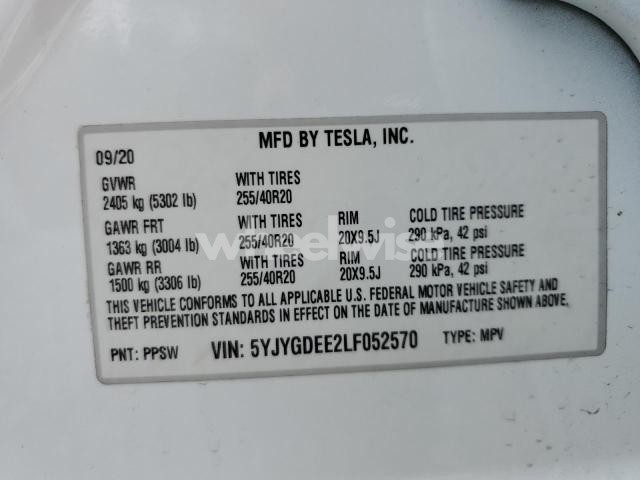 MFD BY TESLA, INC.
09/20
GVWR WITH TIRES
2405 kg (5302 lb) 255/40R20
GAWR FRT WITH TIRES RIM COLD TIRE PRESSURE
1363 kg (3004 lb) 255/40R20 20X9.5J 290 kPa, 42 psi
GAWR RR WITH TIRES RIM COLD TIRE PRESSURE
1500 kg (3306 lb) 255/40R20 20X9.5J 290 kPa, 42 psi
THIS VEHICLE CONFORMS TO ALL APPLICABLE U.S. FEDERAL MOTOR VEHICLE SAFETY AND
THEFT PREVENTION STANDARDS IN EFFECT ON THE DATE OF MANUFACTURE SHOWN ABOVE.
PNT: PPSW VIN: 5YJYGDEE2LF052570 TYPE: MPV